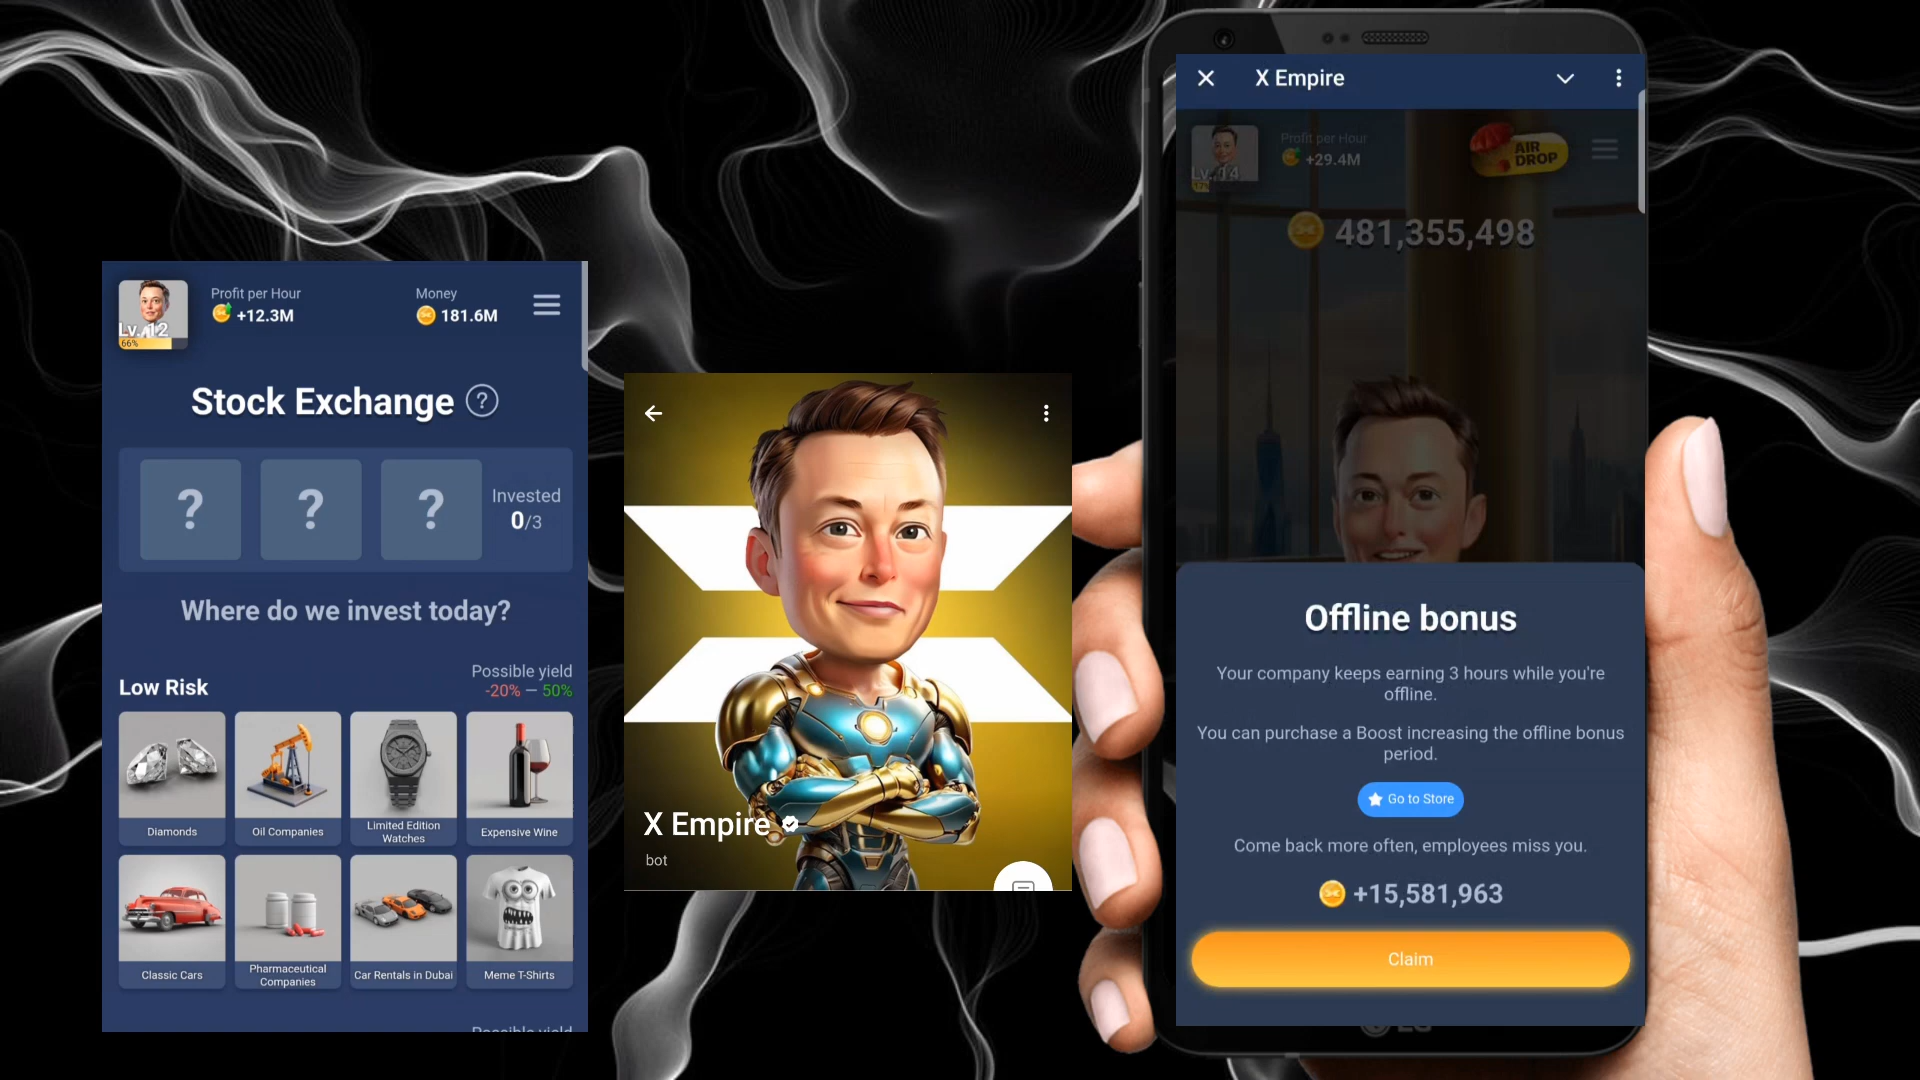 Profit per Hour
+12.3M
Money
181.6M
Lv. 12
66%
Stock Exchange ?
? ? ?
Invested
0/3
Where do we invest today?
Low Risk
Possible yield
-20% — 50%
Diamonds
Oil Companies
Limited Edition
Watches
Expensive Wine
Classic Cars
Pharmaceutical
Companies
Car Rentals in Dubai
Meme T-Shirts
Possible yield
X Empire
bot
X Empire
Profit per Hour
+29.4M
Lv. 14
AIR
DROP
481,355,498
Offline bonus
Your company keeps earning 3 hours while you're
offline.
You can purchase a Boost increasing the offline bonus
period.
Go to Store
Come back more often, employees miss you.
+15,581,963
Claim